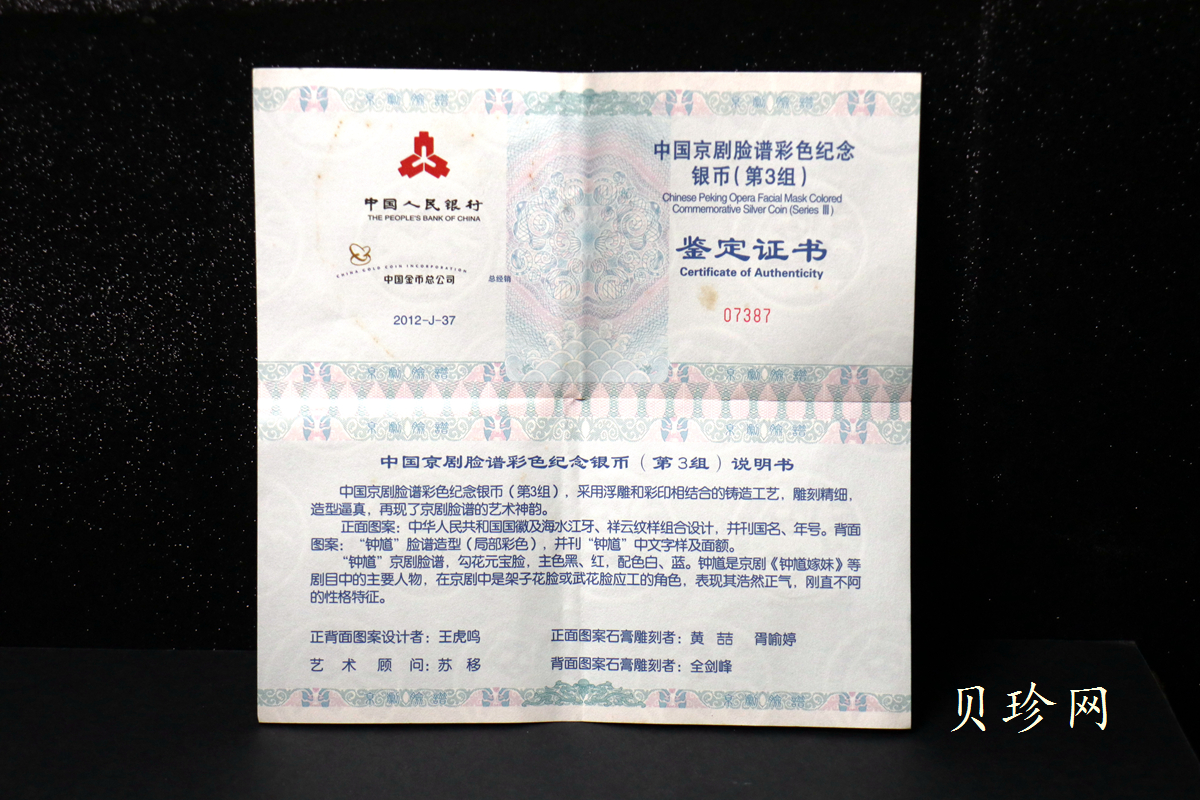 中国人民银行
THE PEOPLE'S BANK OF CHINA
CHINA GOLD COIN INCORPORATION
中国金币总公司
总经销
2012-J-37
中国京剧脸谱彩色纪念
银币(第3组)
Chinese Peking Opera Facial Mask Colored
Commemorative Silver Coin (Series Ⅲ)
鉴定证书
Certificate of Authenticity
07387
中国京剧脸谱彩色纪念银币(第3组)说明书
中国京剧脸谱彩色纪念银币(第3组),采用浮雕和彩印相结合的铸造工艺,雕刻精细,
造型逼真,再现了京剧脸谱的艺术神韵。
正面图案:中华人民共和国国徽及海水江牙、祥云纹样组合设计,并刊国名、年号。背面
图案:“钟馗”脸谱造型(局部彩色),并刊“钟馗”中文字样及面额。
“钟馗”京剧脸谱,勾花元宝脸,主色黑、红,配色白、蓝。钟馗是京剧《钟馗嫁妹》等
剧目中的主要人物,在京剧中是架子花脸或武花脸应工的角色,表现其浩然正气,刚直不阿
的性格特征。
正背面图案设计者:王虎鸣
正面图案石膏雕刻者:黄 喆 胥喻婷
艺术顾问:苏 移
背面图案石膏雕刻者:全剑峰
贝珍网